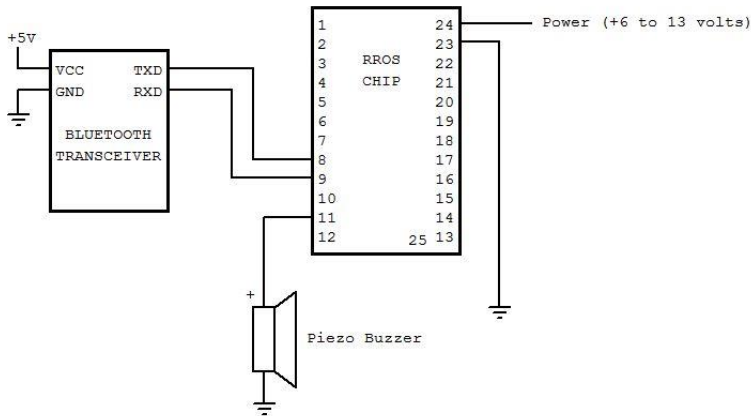 +5V
VCC TXD
GND RXD
BLUETOOTH
TRANSCEIVER
1 24
2 23
3 22
4 21
5 20
6 19
7 18
8 17
9 16
10 15
11 14
12 25 13
RROS
CHIP
Power (+6 to 13 volts)
+
Piezo Buzzer